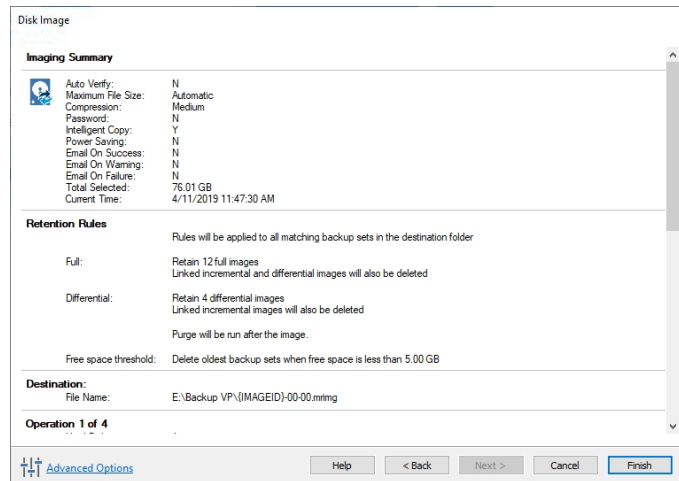 Disk Image
Imaging Summary
Auto Verify: N
Maximum File Size: Automatic
Compression: Medium
Password: N
Intelligent Copy: Y
Power Saving: N
Email On Success: N
Email On Warning: N
Email On Failure: N
Total Selected: 76.01 GB
Current Time: 4/11/2019 11:47:30 AM
Retention Rules
Rules will be applied to all matching backup sets in the destination folder
Full: Retain 12 full images
Linked incremental and differential images will also be deleted
Differential: Retain 4 differential images
Linked incremental images will also be deleted
Purge will be run after the image.
Free space threshold: Delete oldest backup sets when free space is less than 5.00 GB
Destination:
File Name: E:\Backup VP\{IMAGEID}-00-00.mrimg
Operation 1 of 4
Advanced Options
Help < Back Next > Cancel Finish